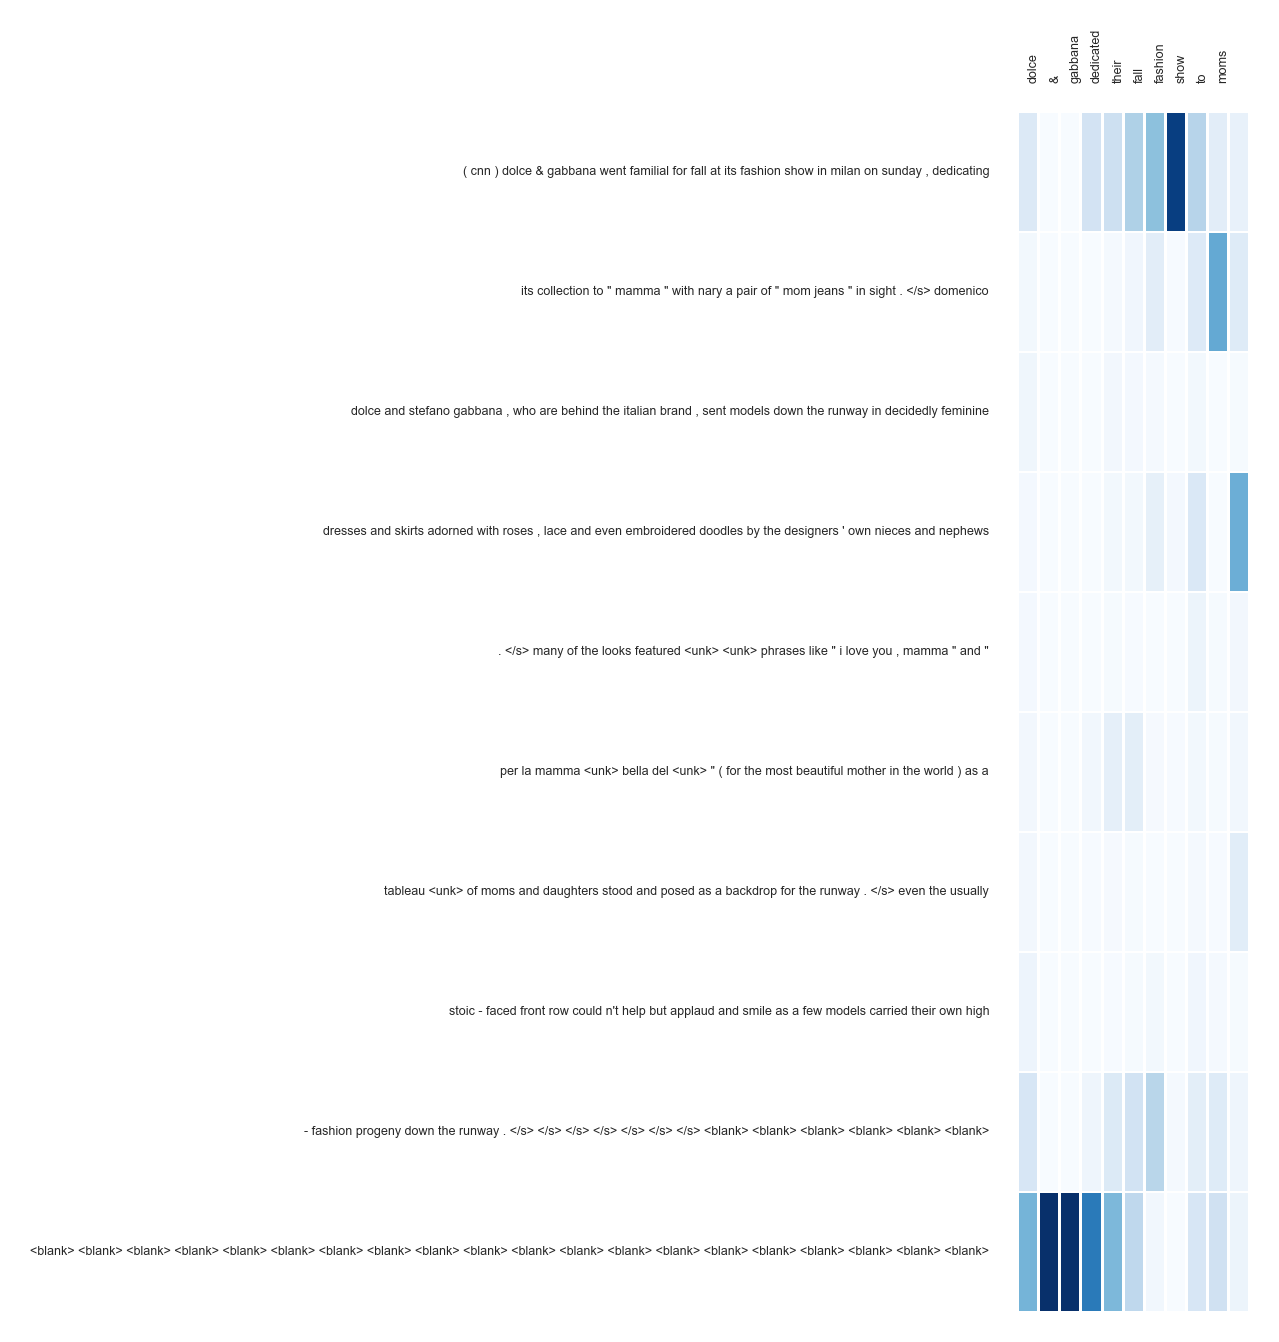 dolce
&
gabbana
dedicated
their
fall
fashion
show
to
moms
( cnn ) dolce & gabbana went familial for fall at its fashion show in milan on sunday , dedicating
its collection to " mamma " with nary a pair of " mom jeans " in sight . </s> domenico
dolce and stefano gabbana , who are behind the italian brand , sent models down the runway in decidedly feminine
dresses and skirts adorned with roses , lace and even embroidered doodles by the designers ' own nieces and nephews
. </s> many of the looks featured <unk> <unk> phrases like " i love you , mamma " and "
per la mamma <unk> bella del <unk> " ( for the most beautiful mother in the world ) as a
tableau <unk> of moms and daughters stood and posed as a backdrop for the runway . </s> even the usually
stoic - faced front row could n't help but applaud and smile as a few models carried their own high
- fashion progeny down the runway . </s> </s> </s> </s> </s> </s> </s> <blank> <blank> <blank> <blank> <blank> <blank>
<blank> <blank> <blank> <blank> <blank> <blank> <blank> <blank> <blank> <blank> <blank> <blank> <blank> <blank> <blank> <blank> <blank> <blank> <blank> <blank>